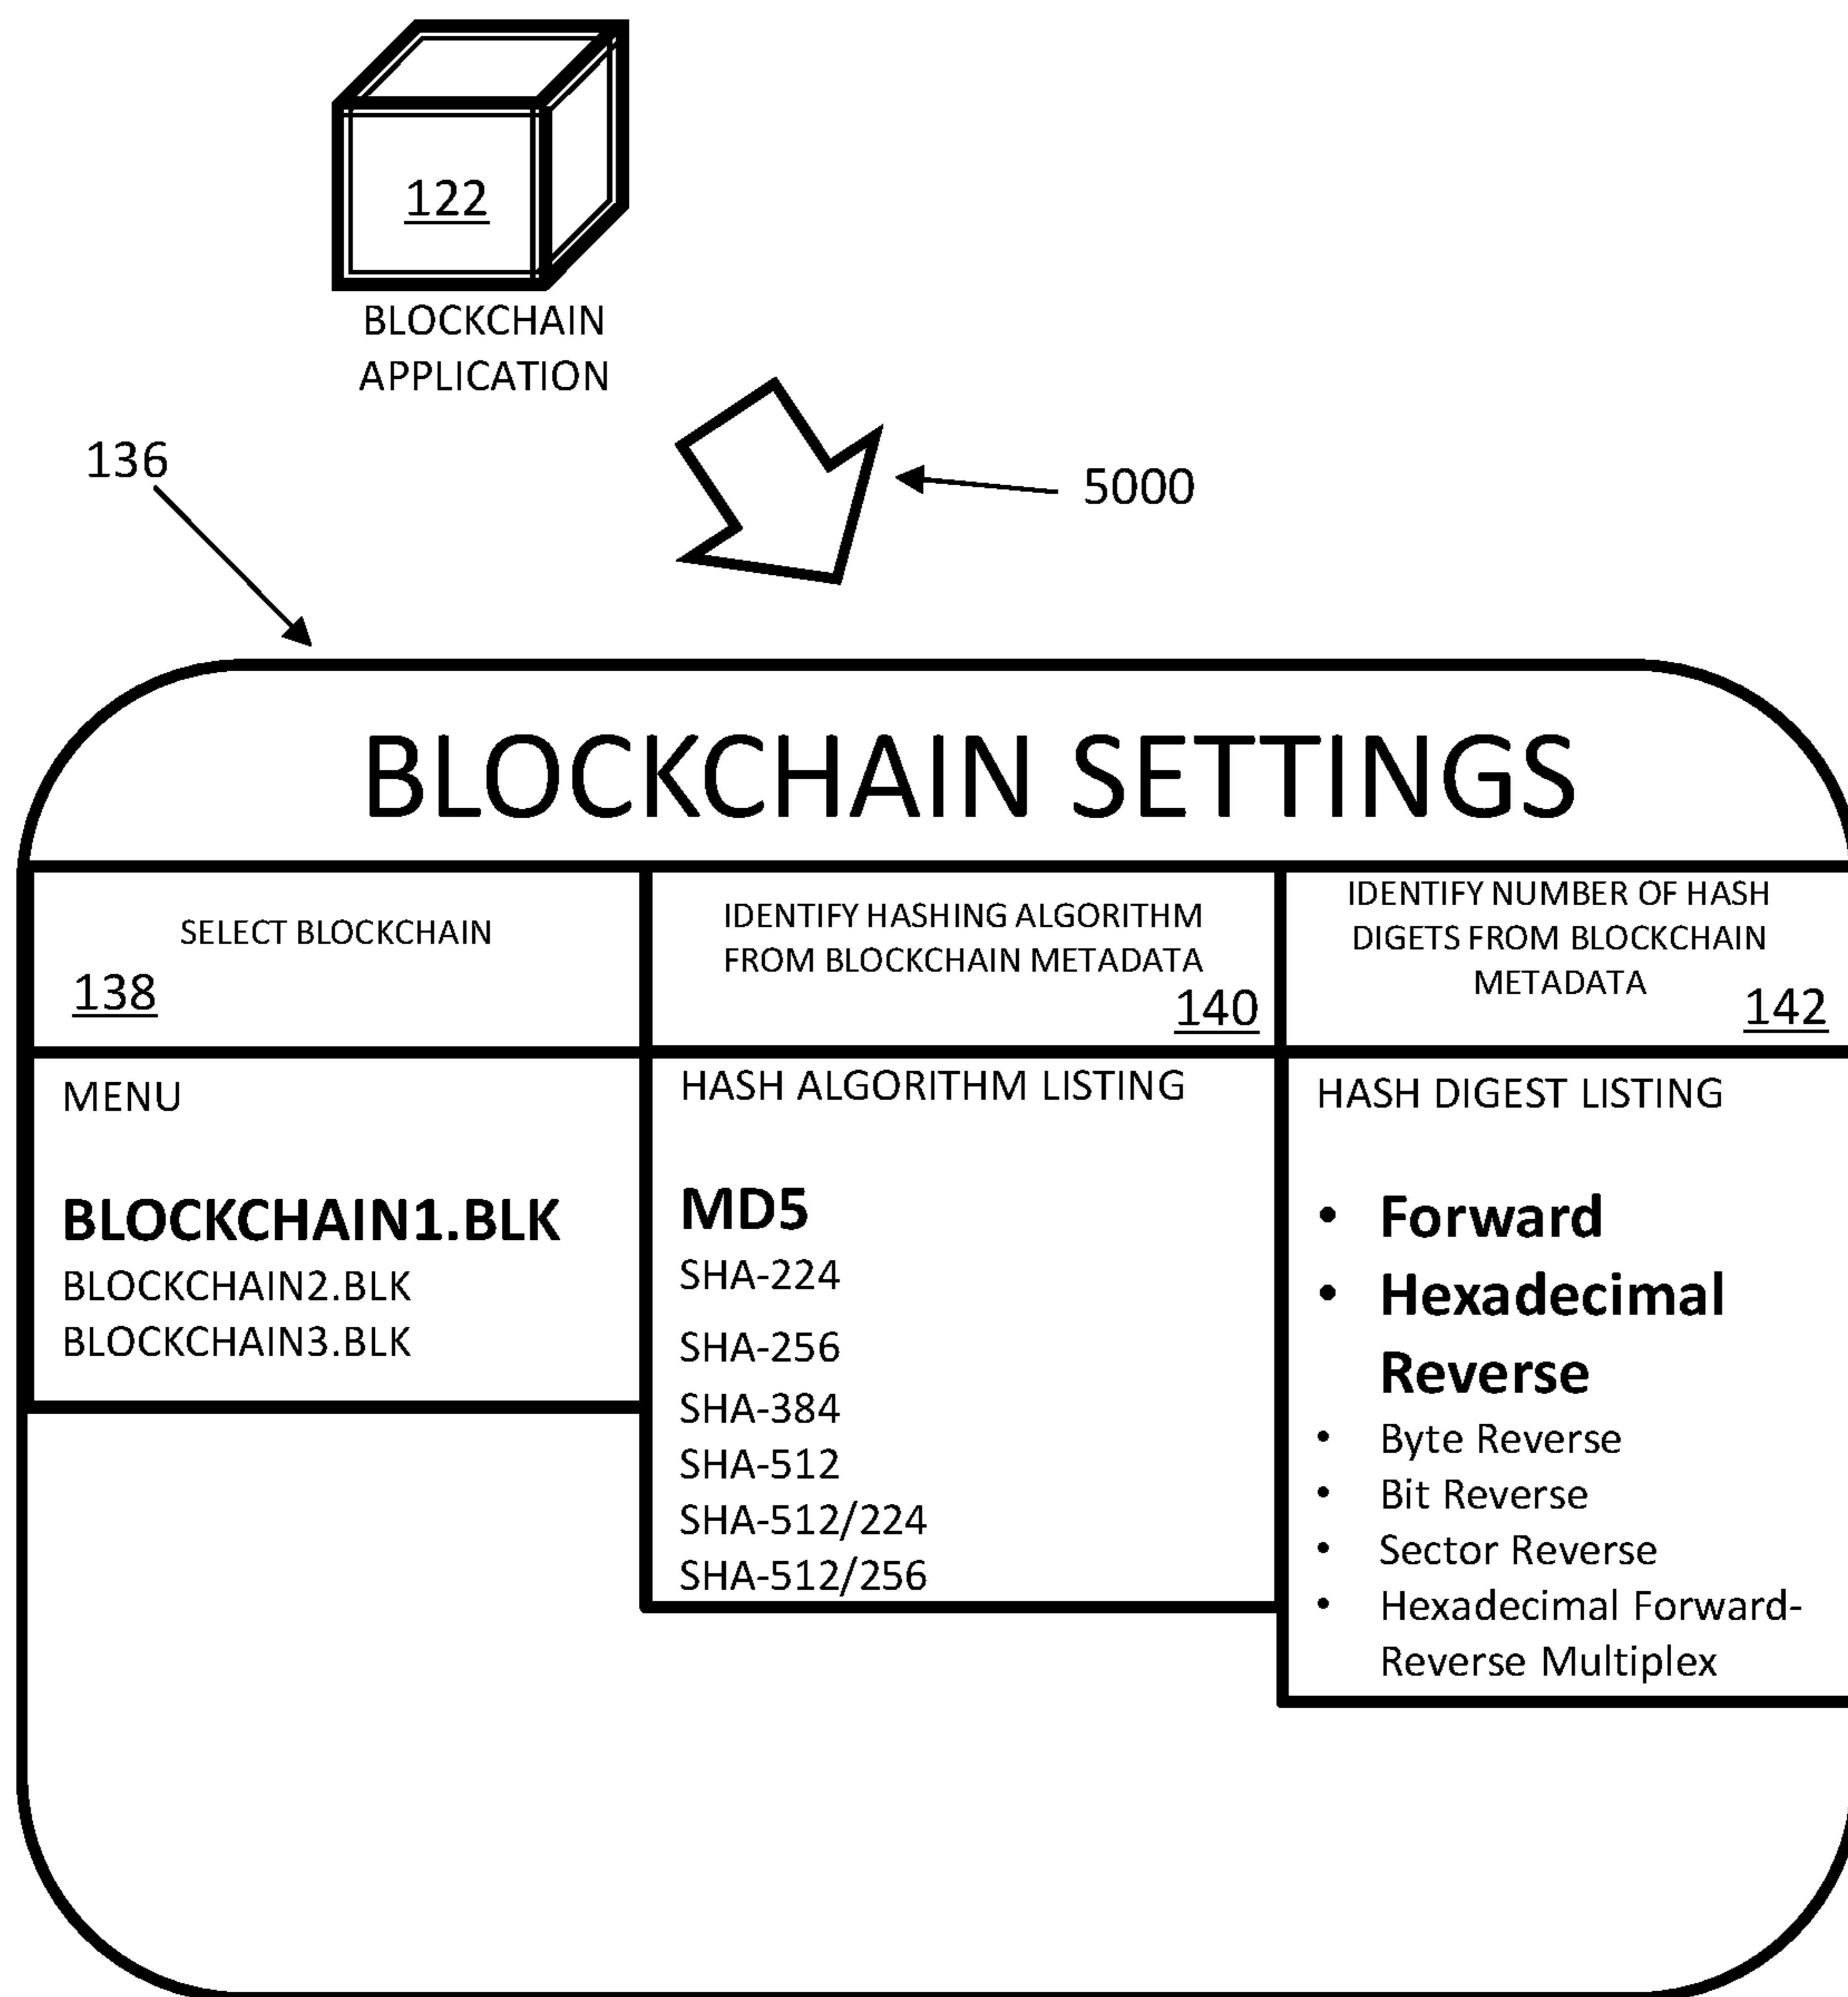 122
BLOCKCHAIN
APPLICATION
136
5000
BLOCKCHAIN SETTINGS
SELECT BLOCKCHAIN
138
IDENTIFY HASHING ALGORITHM
FROM BLOCKCHAIN METADATA
140
IDENTIFY NUMBER OF HASH
DIGETS FROM BLOCKCHAIN
METADATA
142
MENU
BLOCKCHAIN1.BLK
BLOCKCHAIN2.BLK
BLOCKCHAIN3.BLK
HASH ALGORITHM LISTING
MD5
SHA-224
SHA-256
SHA-384
SHA-512
SHA-512/224
SHA-512/256
HASH DIGEST LISTING
• Forward
• Hexadecimal
Reverse
• Byte Reverse
• Bit Reverse
• Sector Reverse
• Hexadecimal Forward-
Reverse Multiplex